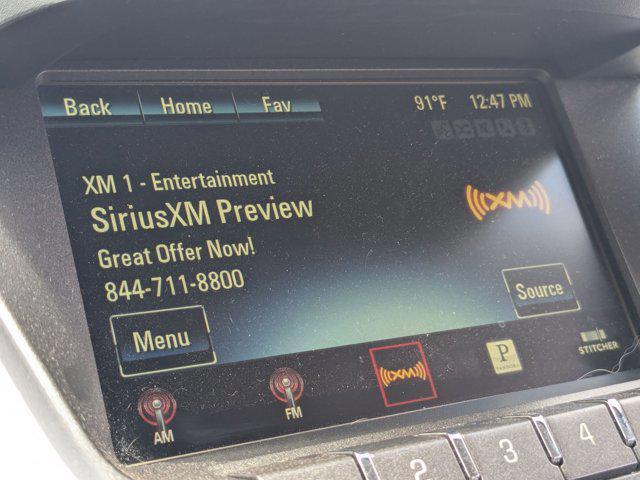 Back Home Fav 91°F 12:47 PM
XM 1 - Entertainment
SiriusXM Preview
((XM))
Great Offer Now!
844-711-8800
Menu
Source
AM
FM
((XM))
P
PANDORA
STITCHER
2 3 4